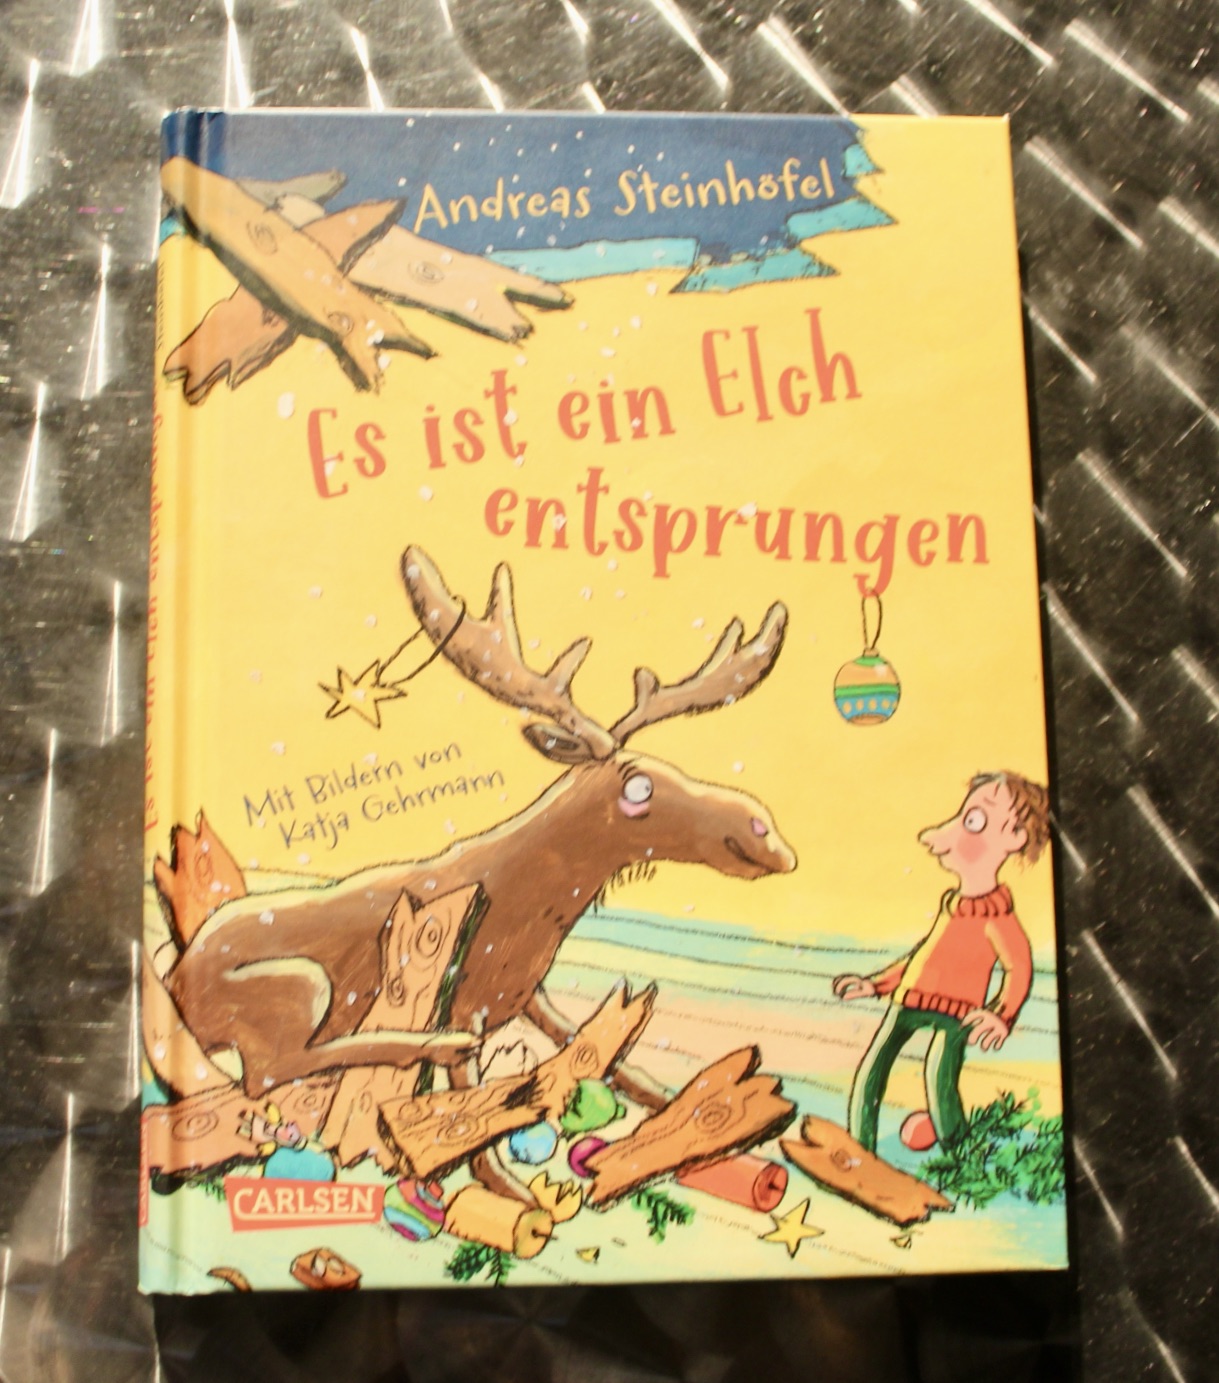 Andreas Steinhöfel
Es ist ein Elch
entsprungen
Mit Bildern von
Katja Gehrmann
CARLSEN